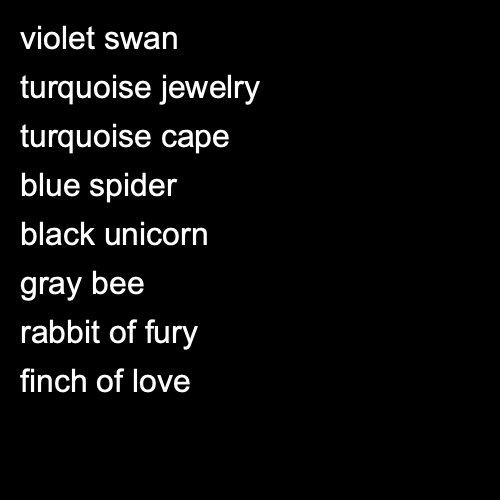 violet swan
turquoise jewelry
turquoise cape
blue spider
black unicorn
gray bee
rabbit of fury
finch of love